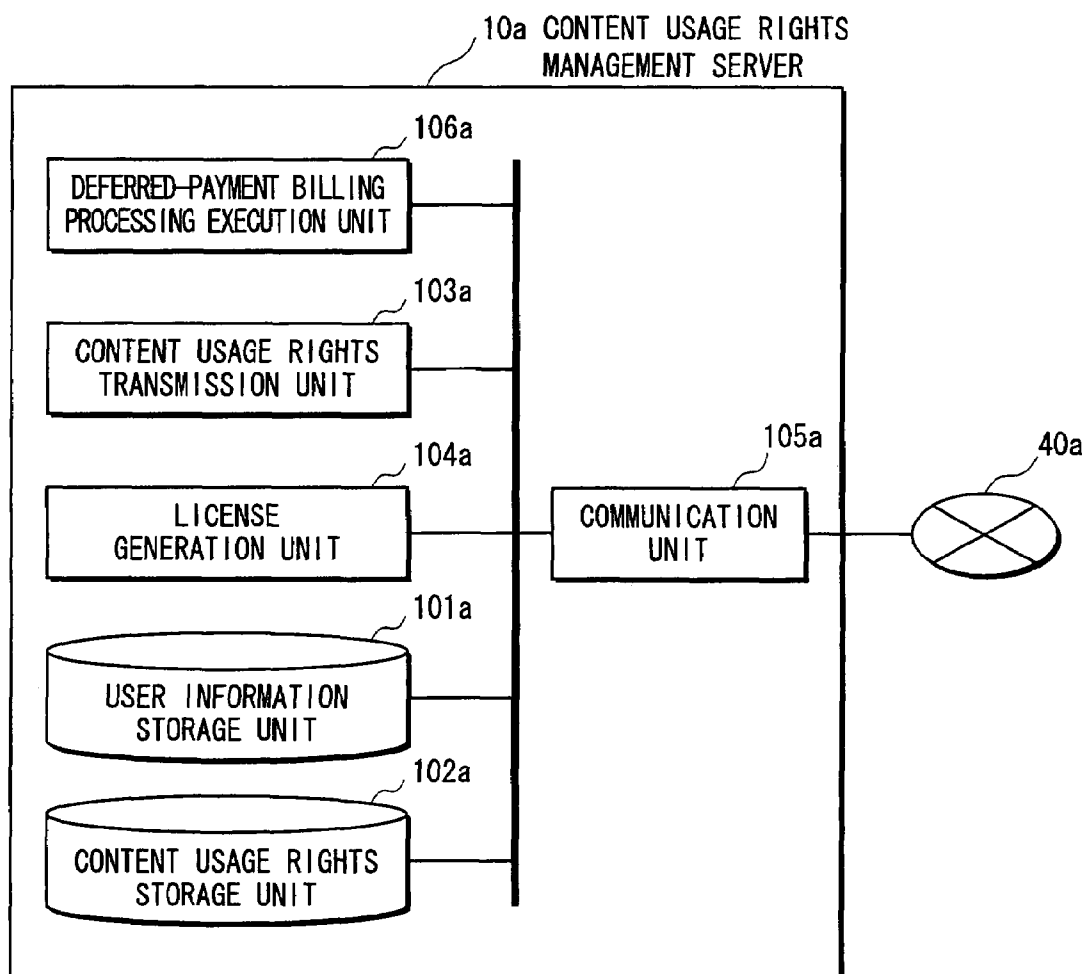 10a CONTENT USAGE RIGHTS
MANAGEMENT SERVER
106a
DEFERRED-PAYMENT BILLING
PROCESSING EXECUTION UNIT
103a
CONTENT USAGE RIGHTS
TRANSMISSION UNIT
104a
LICENSE
GENERATION UNIT
105a
COMMUNICATION
UNIT
40a
101a
USER INFORMATION
STORAGE UNIT
102a
CONTENT USAGE RIGHTS
STORAGE UNIT